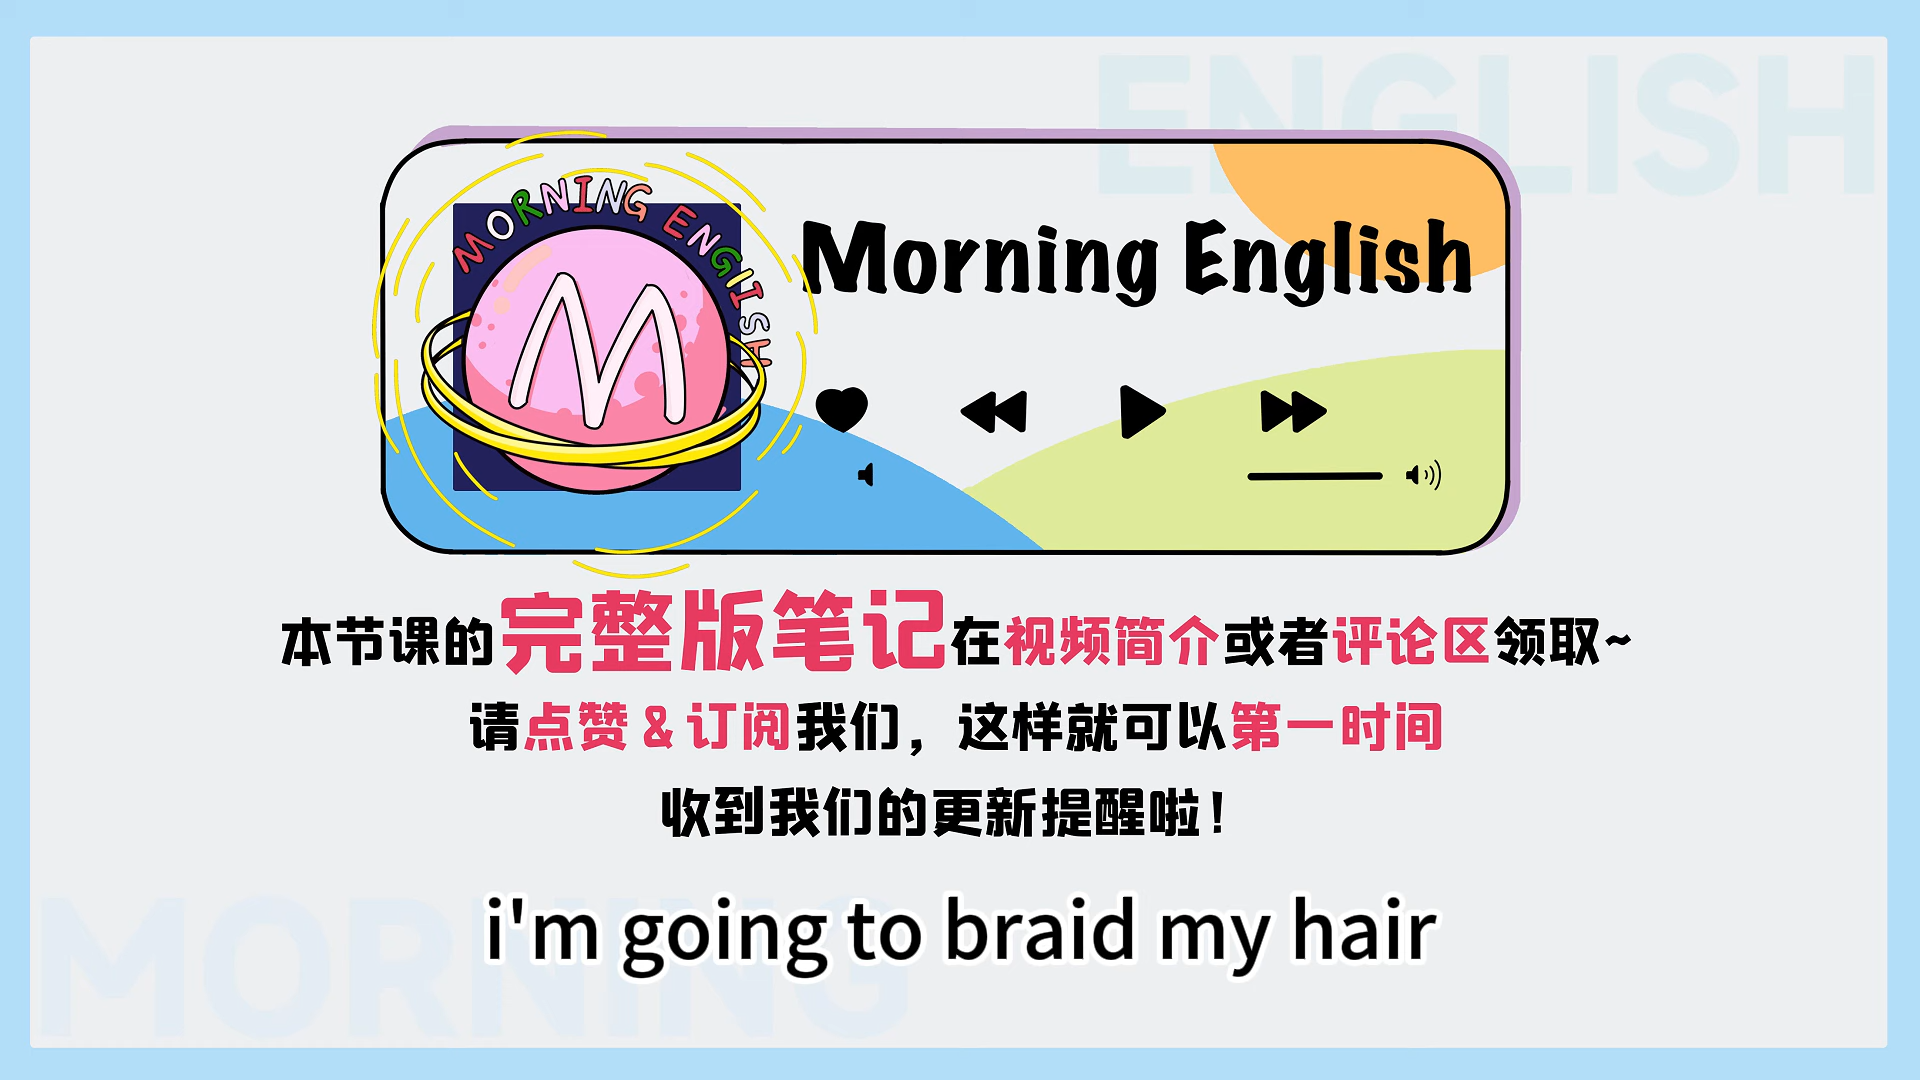 ENGLISH
MORNING ENGLISH
M
Morning English
本节课的完整版笔记在视频简介或者评论区领取~
请点赞&订阅我们，这样就可以第一时间
收到我们的更新提醒啦！
MORNING
i'm going to braid my hair